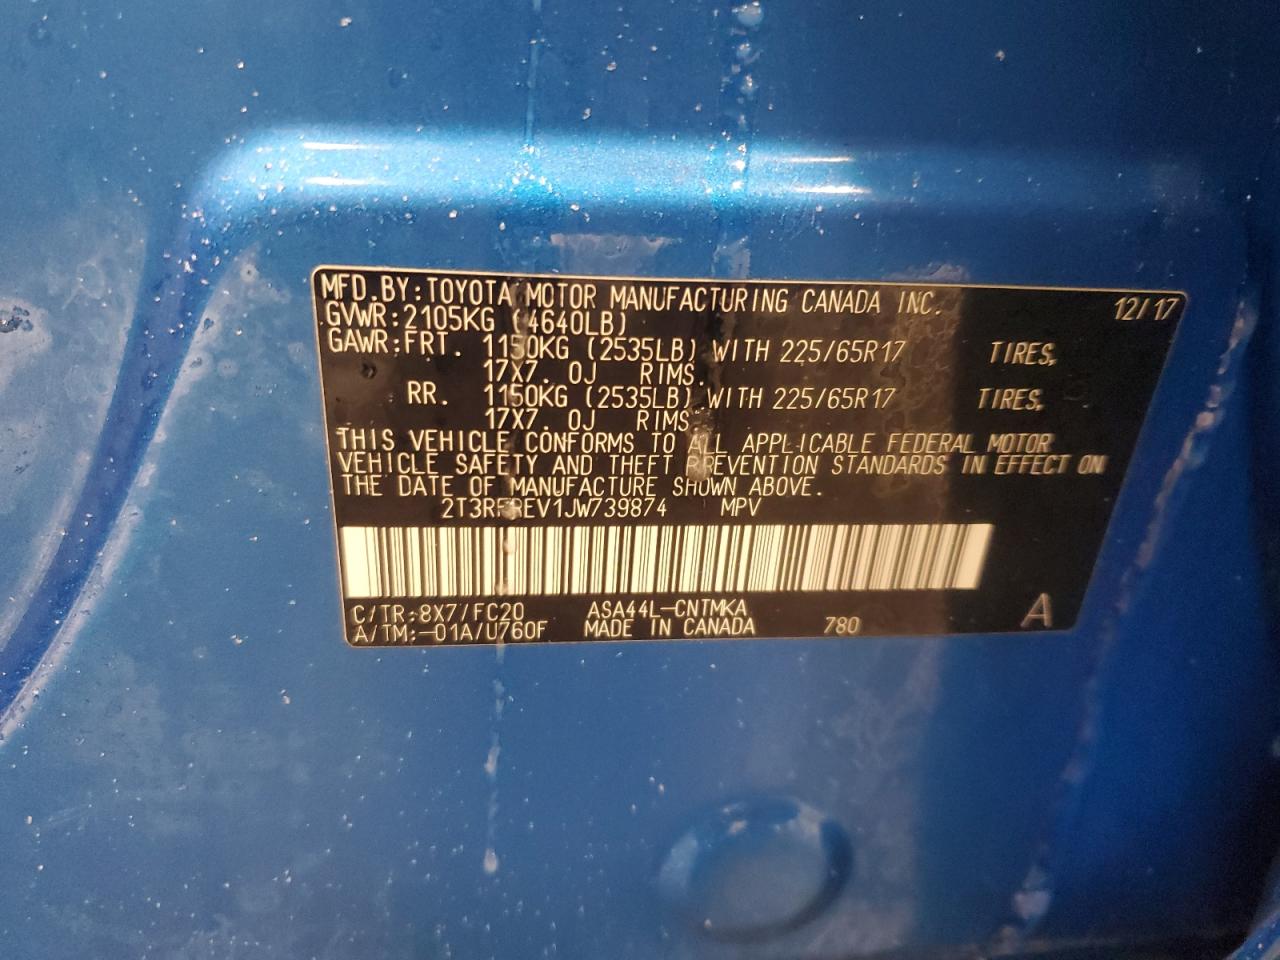 MFD.BY:TOYOTA MOTOR MANUFACTURING CANADA INC. 12/17
GVWR:2105KG (4640LB)
GAWR:FRT. 1150KG (2535LB) WITH 225/65R17 TIRES,
17X7.0J RIMS.
RR. 1150KG (2535LB) WITH 225/65R17 TIRES,
17X7.0J RIMS
THIS VEHICLE CONFORMS TO ALL APPLICABLE FEDERAL MOTOR
VEHICLE SAFETY AND THEFT PREVENTION STANDARDS IN EFFECT ON
THE DATE OF MANUFACTURE SHOWN ABOVE.
MPV
C/TR:8X7/FC20 ASA44L-CNTMKA
A/TM:-01A/U760F MADE IN CANADA 780 A